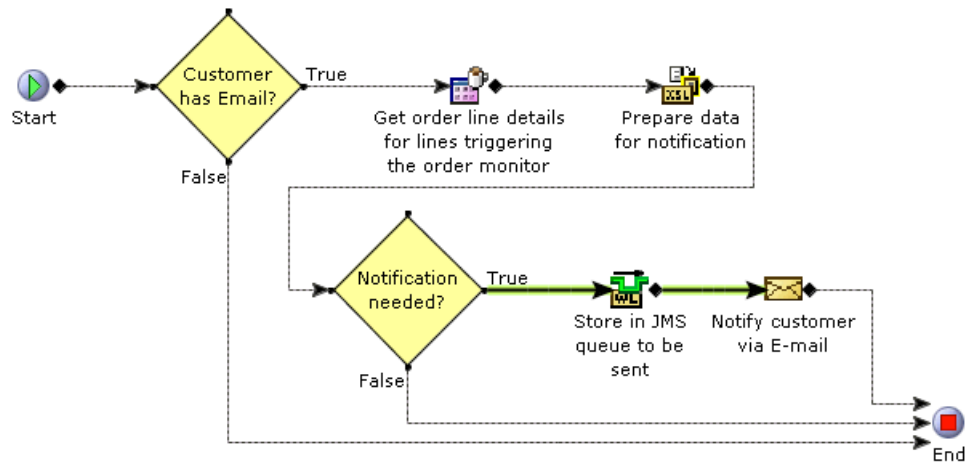 Customer
has Email?
True
Start
Get order line details
for lines triggering
the order monitor
XSL
Prepare data
for notification
False
Notification
needed?
True
WL
Store in JMS
queue to be
sent
Notify customer
via E-mail
False
End